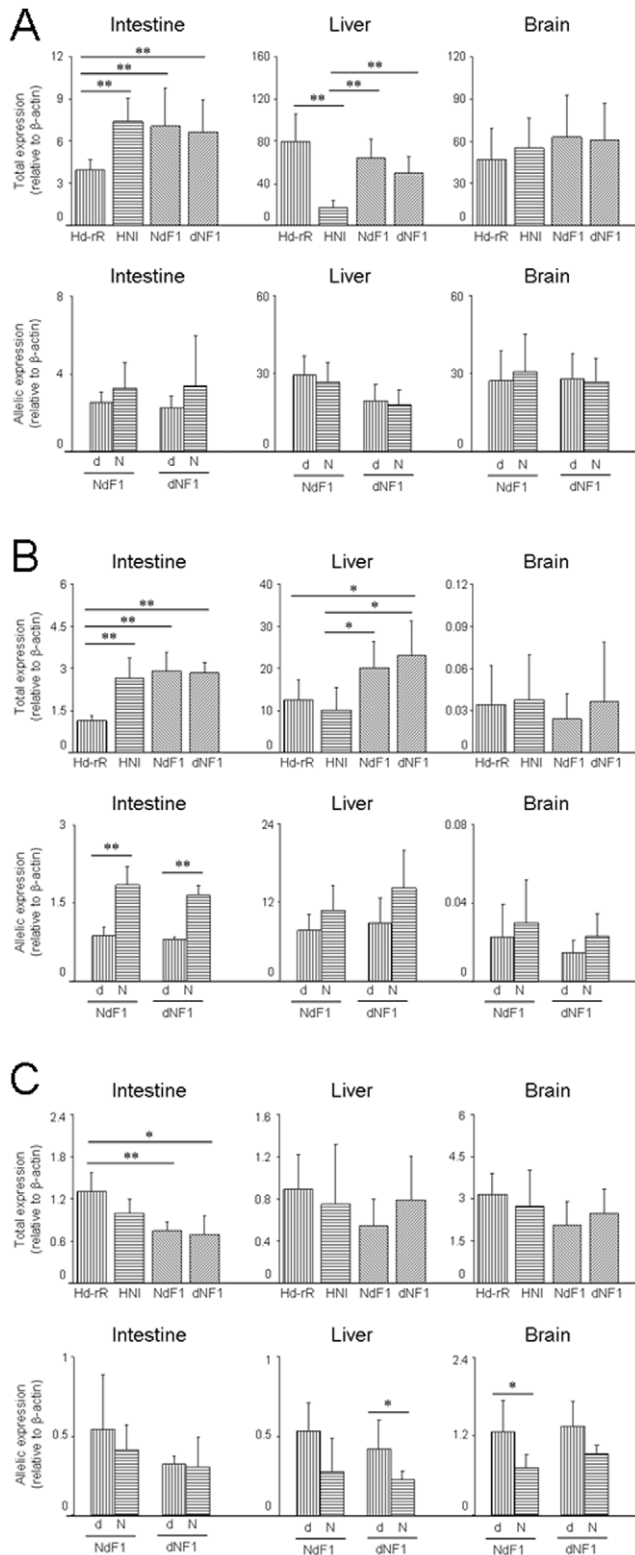 A
Intestine Liver Brain
Total expression
(relative to β-actin)
12
9
6
3
0
160
120
80
40
0
120
90
60
30
0
** ** **
** ** **
Hd-rR HNI NdF1 dNF1 Hd-rR HNI NdF1 dNF1 Hd-rR HNI NdF1 dNF1
Intestine Liver Brain
Allelic expression
(relative to β-actin)
8
4
0
60
30
0
60
30
0
d N d N d N d N d N d N
NdF1 dNF1 NdF1 dNF1 NdF1 dNF1
B
Intestine Liver Brain
Total expression
(relative to β-actin)
6
4.5
3
1.5
0
40
30
20
10
0
0.12
0.09
0.06
0.03
0
** ** **
* * *
Hd-rR HNI NdF1 dNF1 Hd-rR HNI NdF1 dNF1 Hd-rR HNI NdF1 dNF1
Intestine Liver Brain
Allelic expression
(relative to β-actin)
3
1.5
0
24
12
0
0.08
0.04
0
** **
d N d N d N d N d N d N
NdF1 dNF1 NdF1 dNF1 NdF1 dNF1
C
Intestine Liver Brain
Total expression
(relative to β-actin)
2.4
1.8
1.2
0.6
0
1.6
1.2
0.8
0.4
0
6
4.5
3
1.5
0
*
**
Hd-rR HNI NdF1 dNF1 Hd-rR HNI NdF1 dNF1 Hd-rR HNI NdF1 dNF1
Intestine Liver Brain
Allelic expression
(relative to β-actin)
1
0.5
0
1
0.5
0
2.4
1.2
0
* *
d N d N d N d N d N d N
NdF1 dNF1 NdF1 dNF1 NdF1 dNF1